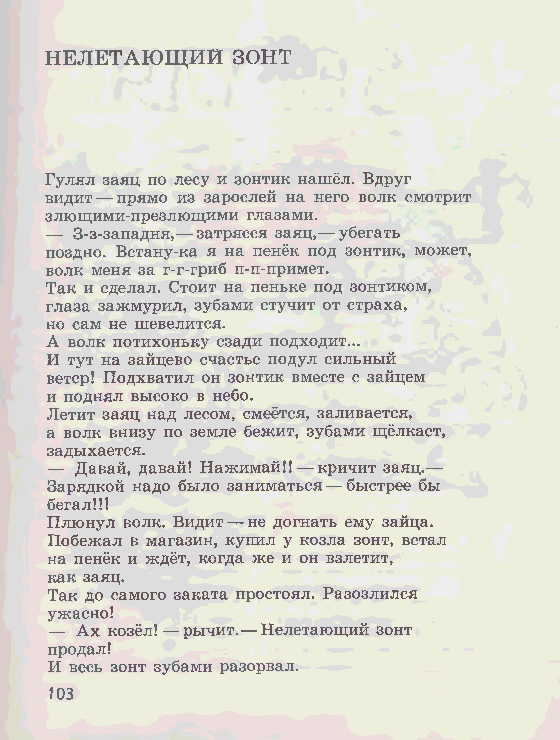 НЕЛЕТАЮЩИЙ ЗОНТ
Гулял заяц по лесу и зонтик нашёл. Вдруг
видит — прямо из зарослей на него волк смотрит
злющими-презлющими глазами.
— З-з-западня, — затрясся заяц, — убегать
поздно. Встану-ка я на пенёк под зонтик, может,
волк меня за г-г-гриб п-п-примет.
Так и сделал. Стоит на пеньке под зонтиком,
глаза зажмурил, зубами стучит от страха,
но сам не шевелится.
А волк потихоньку сзади подходит...
И тут на зайцево счастье подул сильный
ветер! Подхватил он зонтик вместе с зайцем
и поднял высоко в небо.
Летит заяц над лесом, смеётся, заливается,
а волк внизу по земле бежит, зубами щёлкаст,
задыхается.
— Давай, давай! Нажимай!! — кричит заяц. —
Зарядкой надо было заниматься — быстрее бы
бегал!!!
Плюнул волк. Видит — не догнать ему зайца.
Побежал в магазин, купил у козла зонт, встал
на пенёк и ждёт, когда же и он взлетит,
как заяц.
Так до самого заката простоял. Разозлился
ужасно!
— Ах козёл! — рычит. — Нелетающий зонт
продал!
И весь зонт зубами разорвал.
103